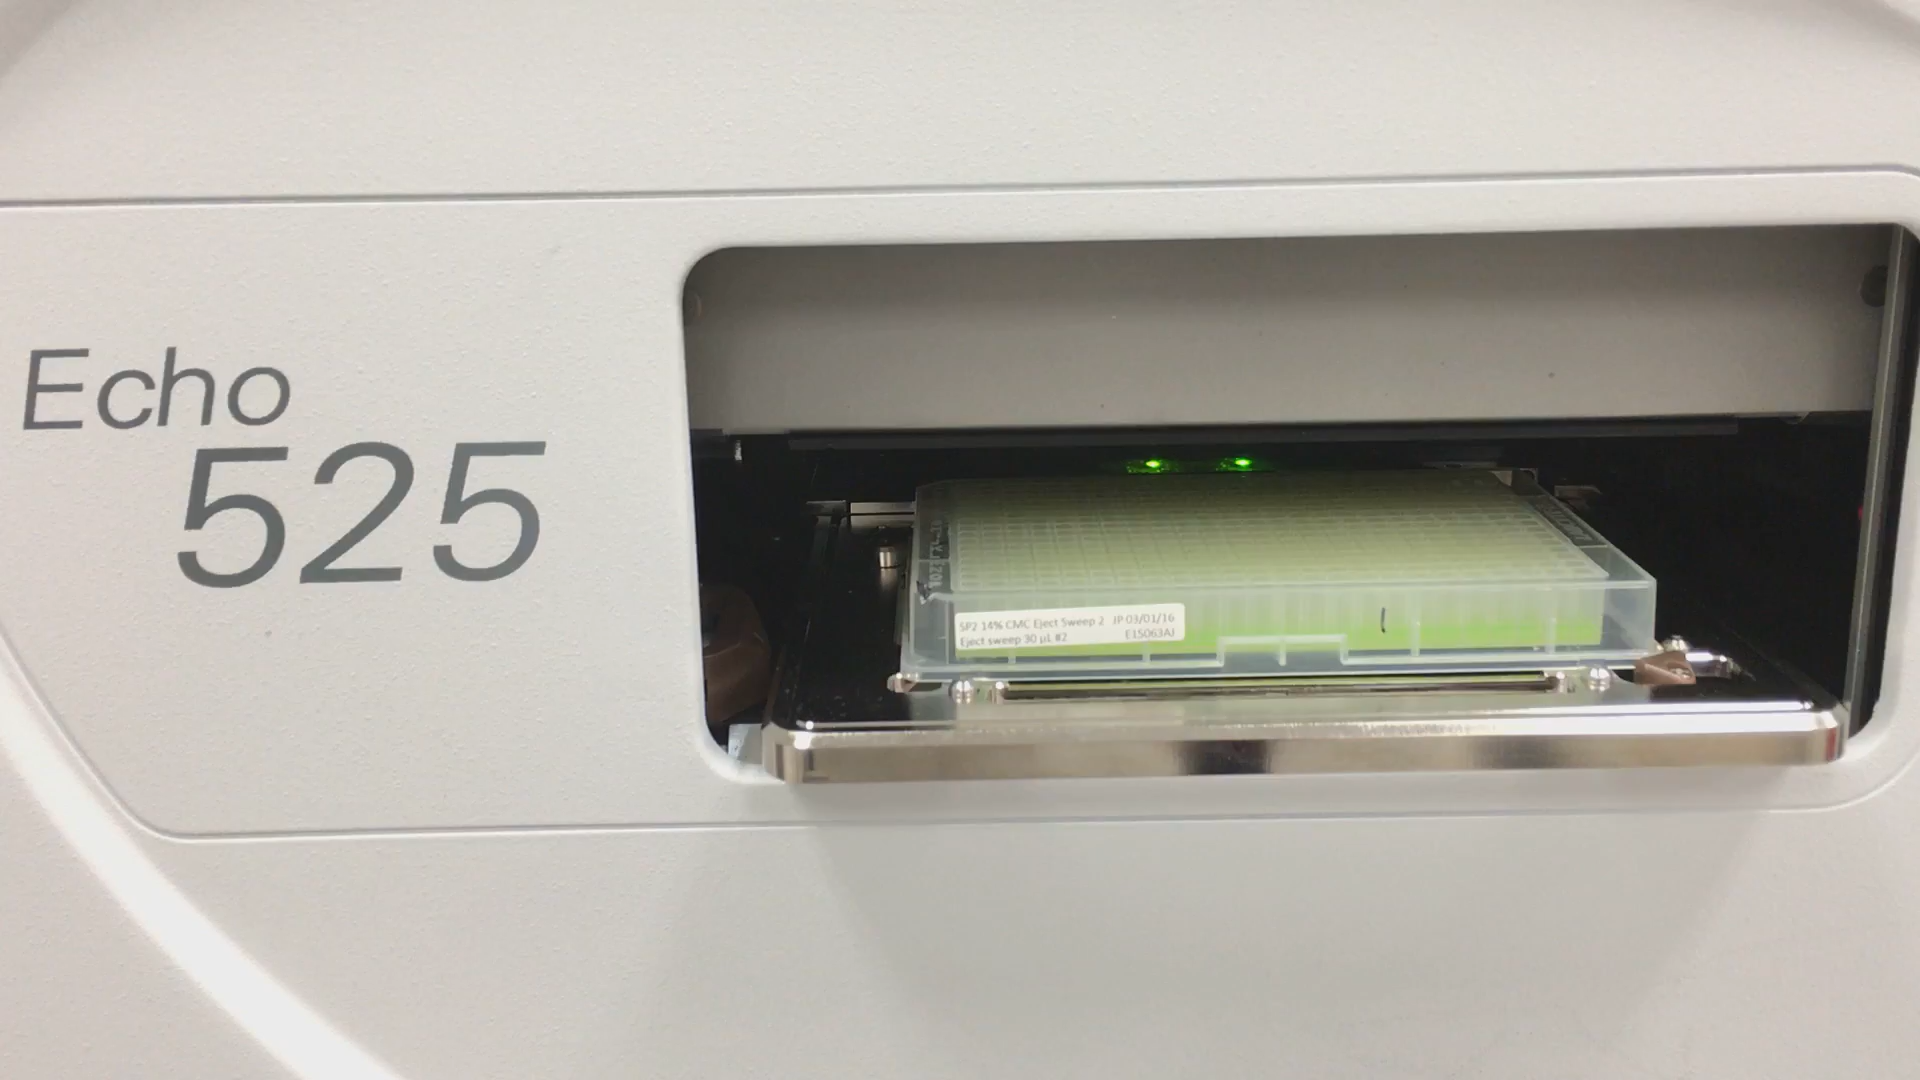 Echo
525
SP2 14% CMC Eject Sweep 2 JP 03/01/16
Eject sweep 30 µL #2 E15063AJ